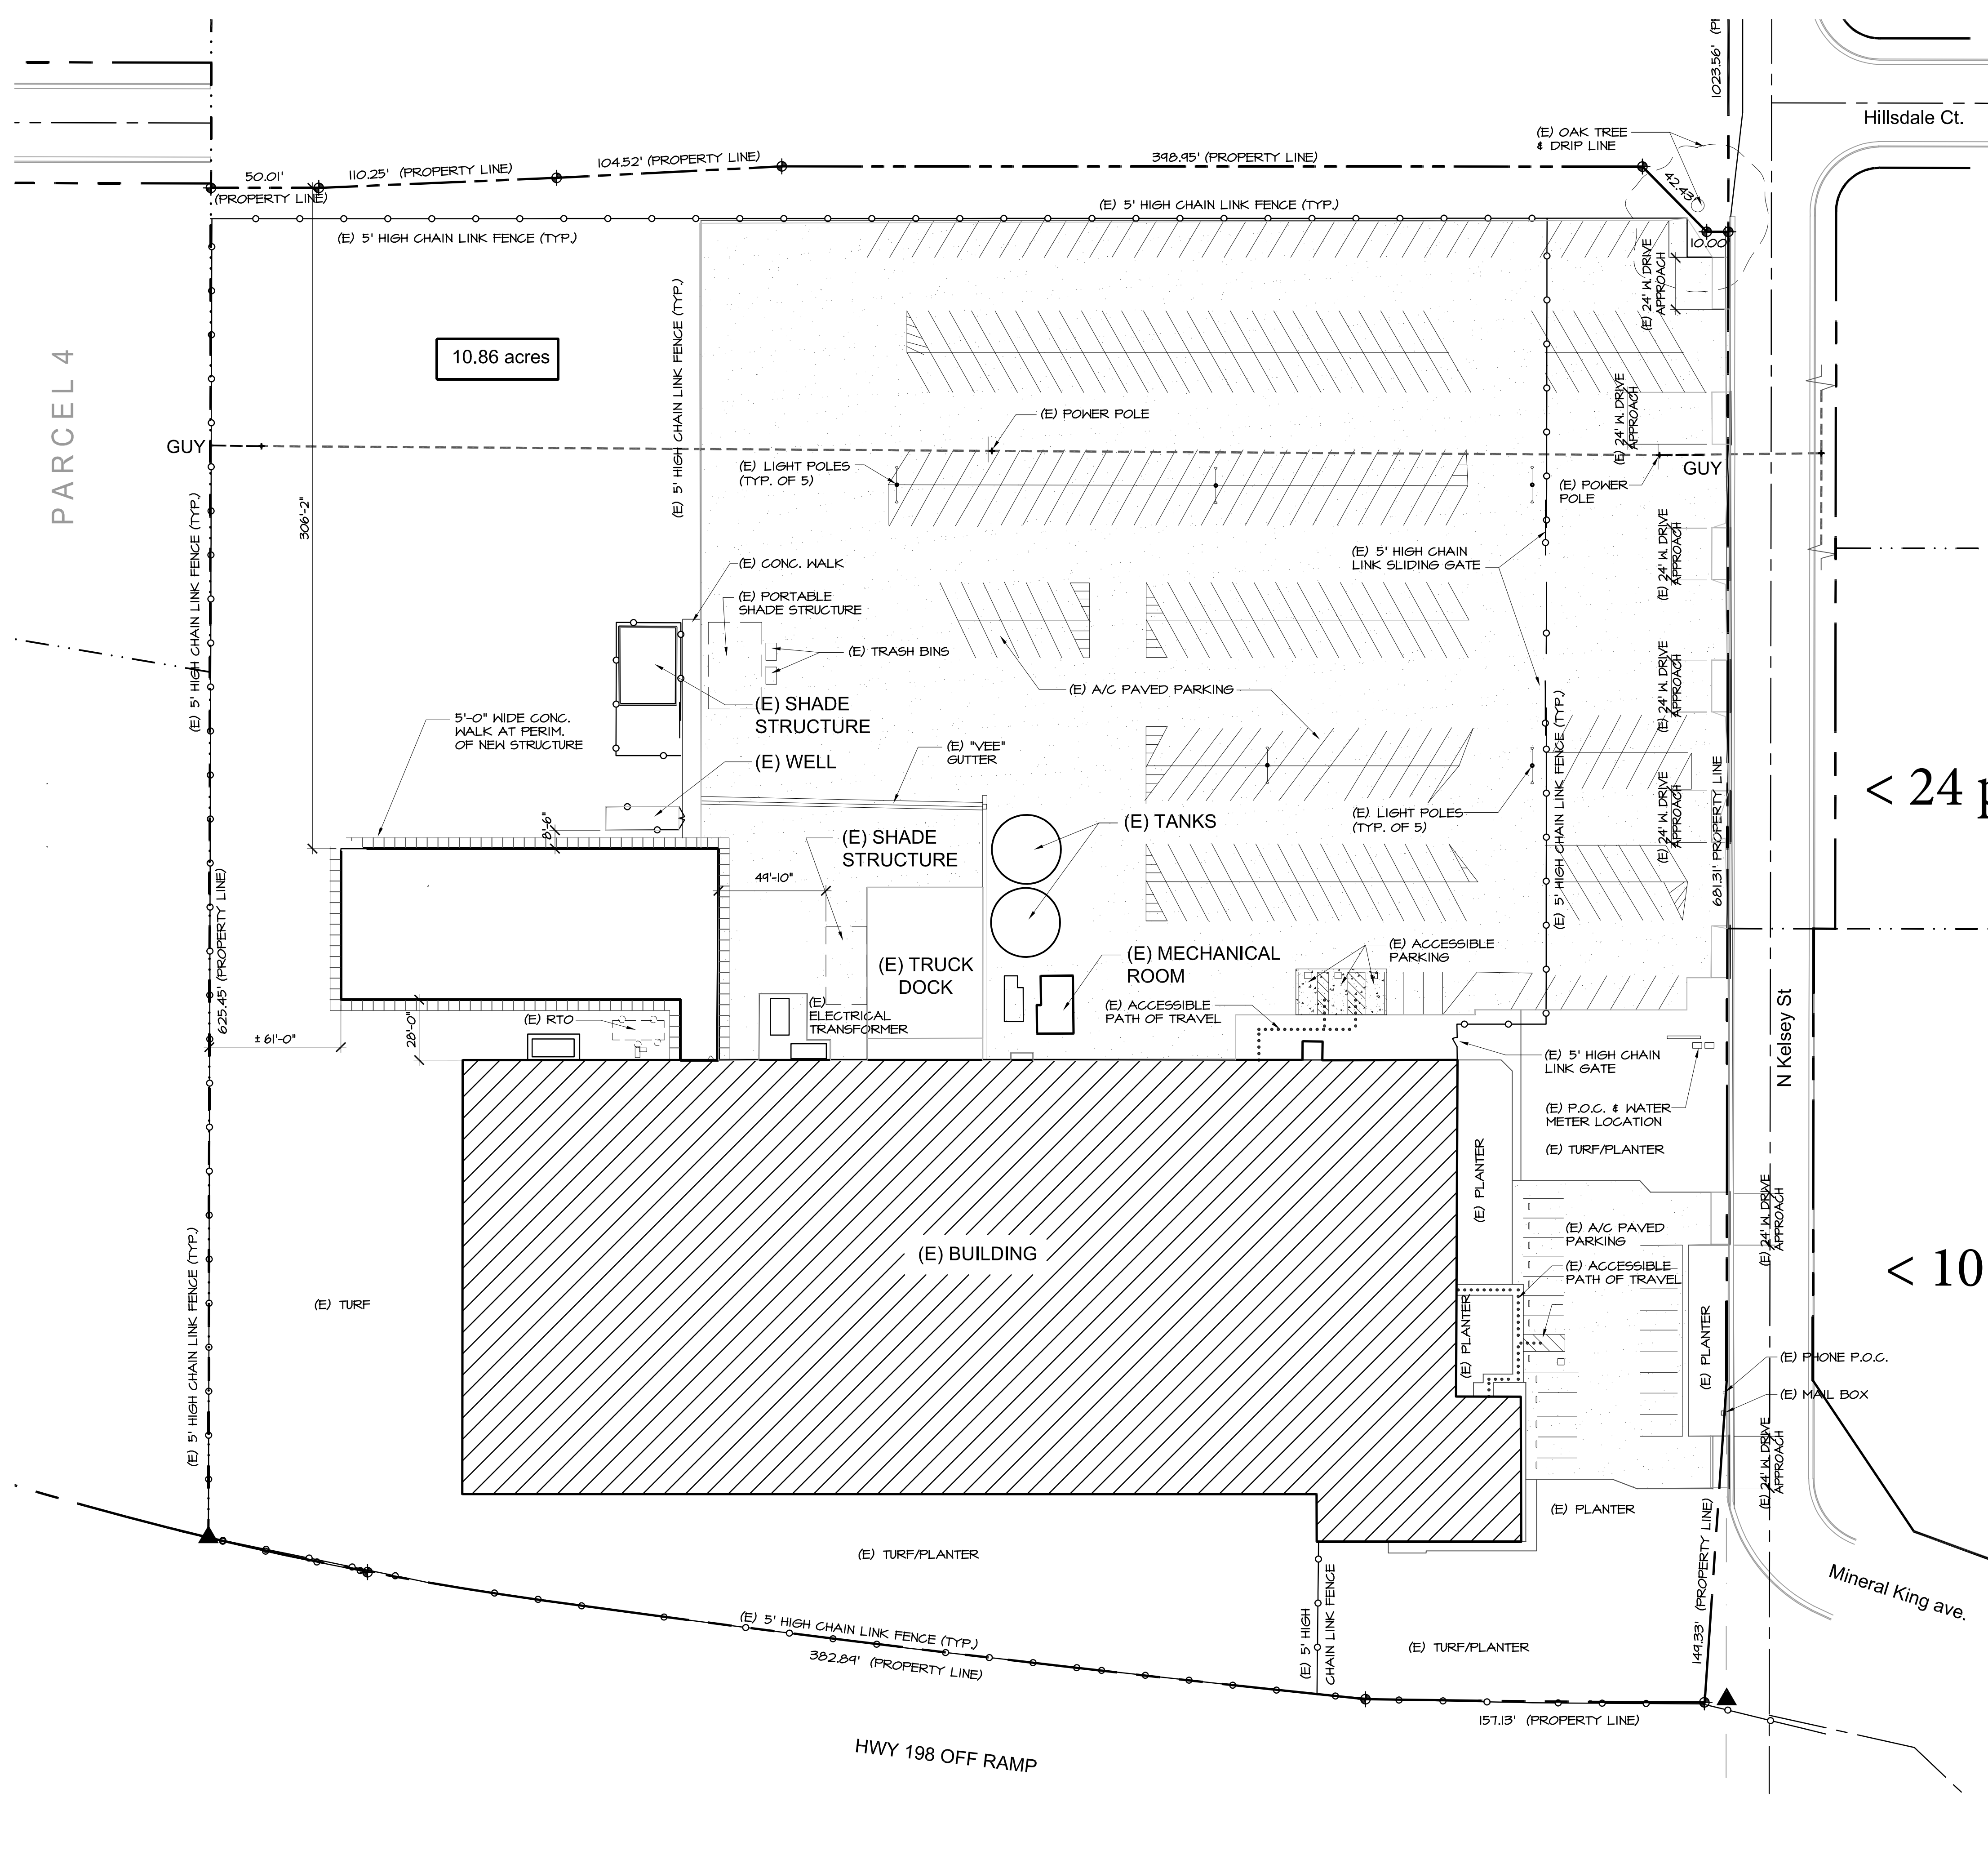 1023.56' (P
Hillsdale Ct.
(E) OAK TREE
& DRIP LINE
50.01'
(PROPERTY LINE)
110.25' (PROPERTY LINE)
104.52' (PROPERTY LINE)
398.95' (PROPERTY LINE)
42.43'
10.00
(E) 5' HIGH CHAIN LINK FENCE (TYP.)
(E) 5' HIGH CHAIN LINK FENCE (TYP.)
(E) 24' W. DRIVE
APPROACH
(E) 5' HIGH CHAIN LINK FENCE (TYP.)
PARCEL 4
10.86 acres
(E) 24' W. DRIVE
APPROACH
(E) POWER POLE
GUY
GUY
(E) LIGHT POLES
(TYP. OF 5)
(E) POWER
POLE
306'-2"
(E) 5' HIGH CHAIN LINK FENCE (TYP.)
(E) 24' W. DRIVE
APPROACH
(E) 5' HIGH CHAIN
LINK SLIDING GATE
(E) CONC. WALK
(E) PORTABLE
SHADE STRUCTURE
(E) TRASH BINS
(E) 24' W. DRIVE
APPROACH
(E) A/C PAVED PARKING
(E) SHADE
STRUCTURE
5'-0" WIDE CONC.
WALK AT PERIM.
OF NEW STRUCTURE
(E) WELL
(E) "VEE"
GUTTER
(E) 5' HIGH CHAIN LINK FENCE (TYP.)
(E) 24' W. DRIVE
APPROACH
681.31' PROPERTY LINE
< 24 p
8'-6"
(E) LIGHT POLES
(TYP. OF 5)
(E) TANKS
(E) SHADE
STRUCTURE
49'-10"
625.45' (PROPERTY LINE)
(E) TRUCK
DOCK
(E) MECHANICAL
ROOM
(E) ACCESSIBLE
PARKING
(E) ACCESSIBLE
PATH OF TRAVEL
(E)
ELECTRICAL
TRANSFORMER
(E) RTO
28'-0"
± 61'-0"
N Kelsey St
(E) 5' HIGH CHAIN
LINK GATE
(E) P.O.C. & WATER
METER LOCATION
(E) TURF/PLANTER
(E) PLANTER
(E) 24' W. DRIVE
APPROACH
(E) A/C PAVED
PARKING
(E) BUILDING
(E) ACCESSIBLE
PATH OF TRAVEL
< 10
(E) TURF
(E) 5' HIGH CHAIN LINK FENCE (TYP.)
(E) PLANTER
(E) PLANTER
(E) PHONE P.O.C.
(E) MAIL BOX
(E) 24' W. DRIVE
APPROACH
(E) PLANTER
(E) TURF/PLANTER
149.33' (PROPERTY LINE)
Mineral King ave.
(E) 5' HIGH
CHAIN LINK FENCE
(E) 5' HIGH CHAIN LINK FENCE (TYP.)
382.89' (PROPERTY LINE)
(E) TURF/PLANTER
157.13' (PROPERTY LINE)
HWY 198 OFF RAMP